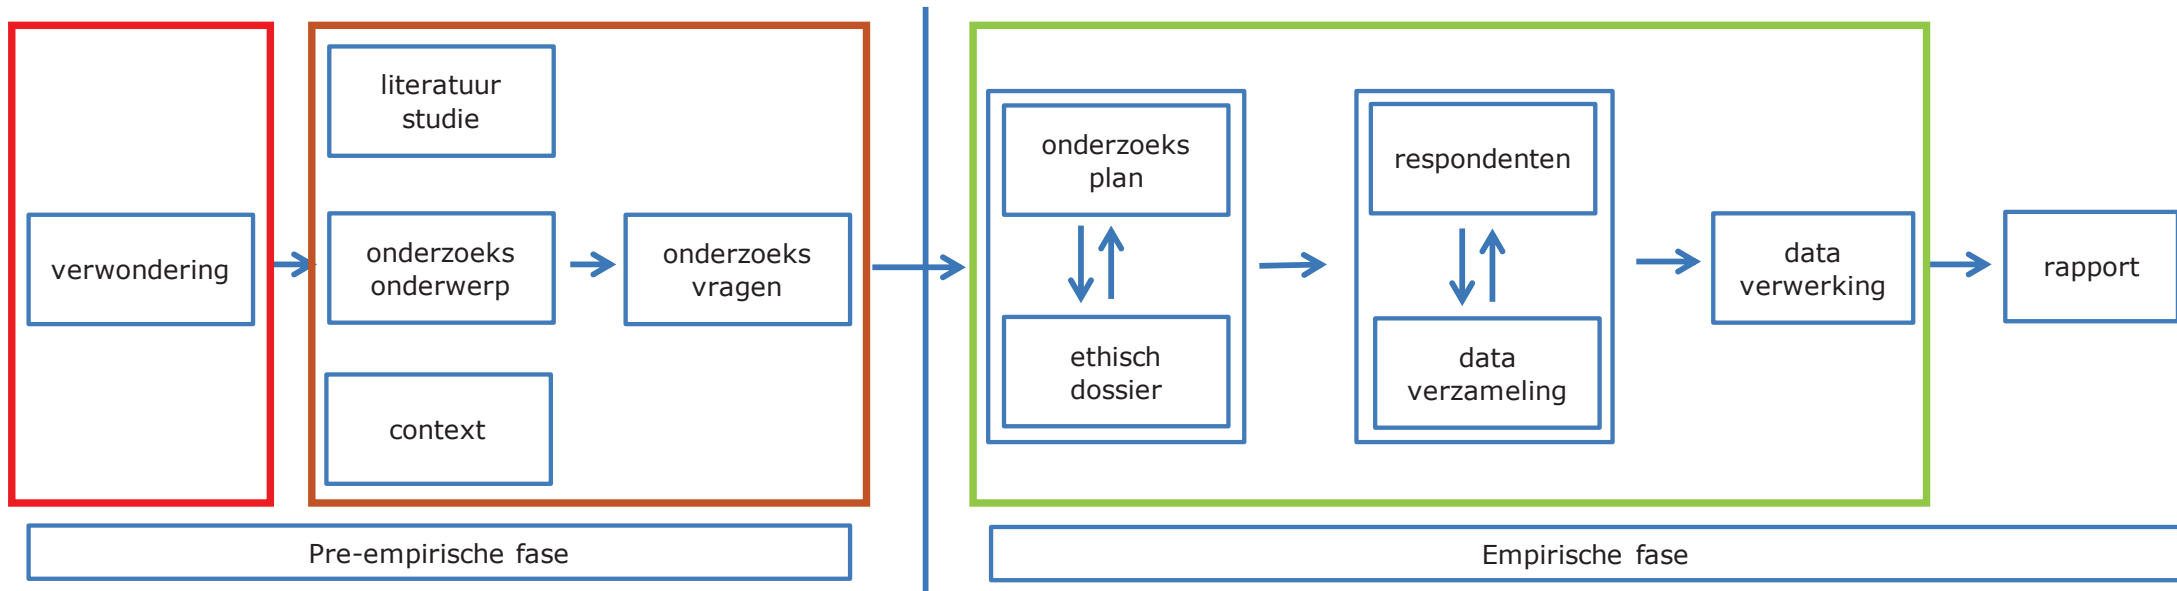 verwondering
literatuur
studie
onderzoeks
onderwerp
context
onderzoeks
vragen
onderzoeks
plan
ethisch
dossier
respondenten
data
verzameling
data
verwerking
rapport
Pre-empirische fase
Empirische fase